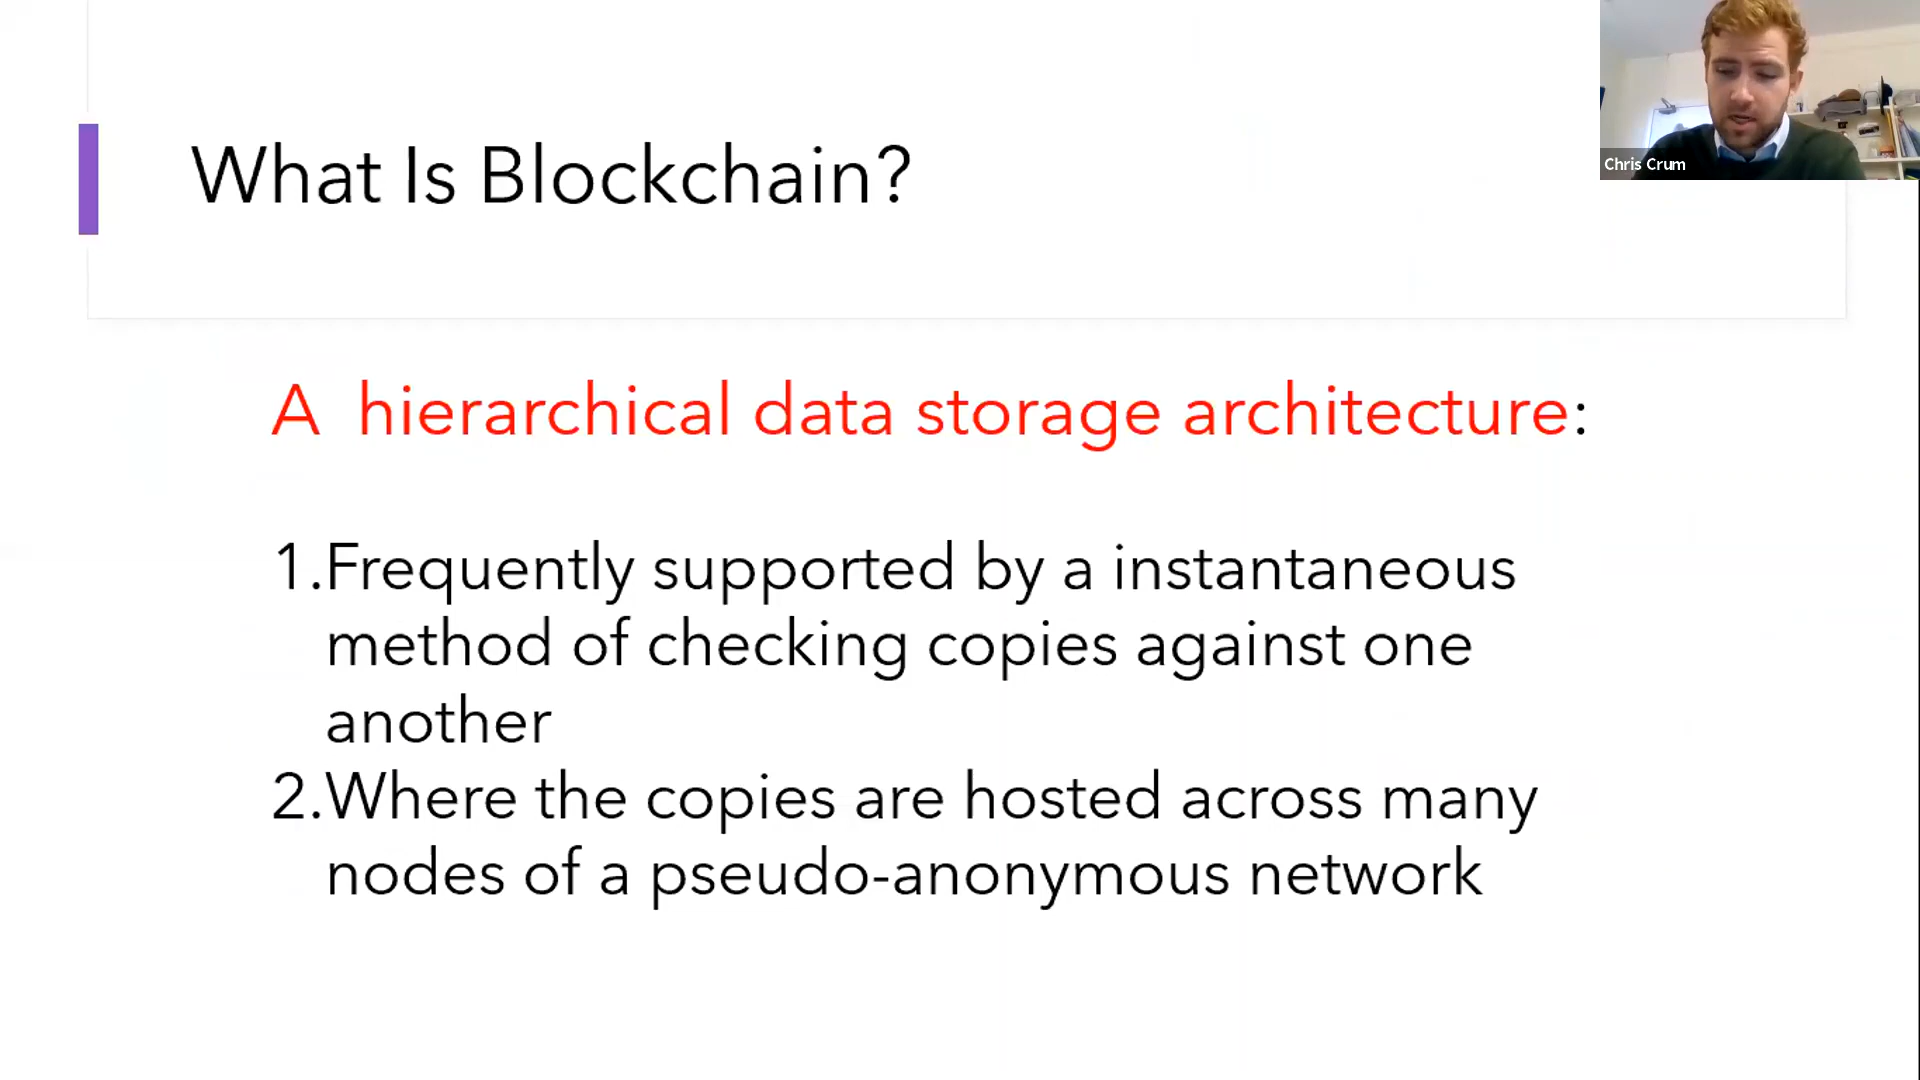 What Is Blockchain?
Chris Crum
A hierarchical data storage architecture:
1.Frequently supported by a instantaneous
method of checking copies against one
another
2.Where the copies are hosted across many
nodes of a pseudo-anonymous network